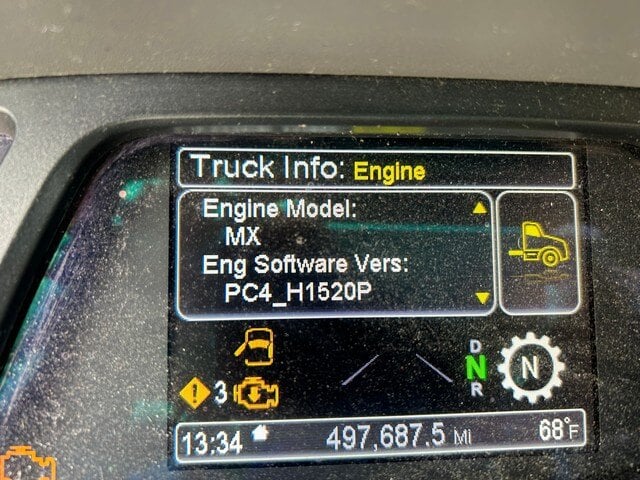 Truck Info: Engine
Engine Model:
MX
Eng Software Vers:
PC4_H1520P
D
N
R
N
! 3
13:34 497,687.5 MI 68°F